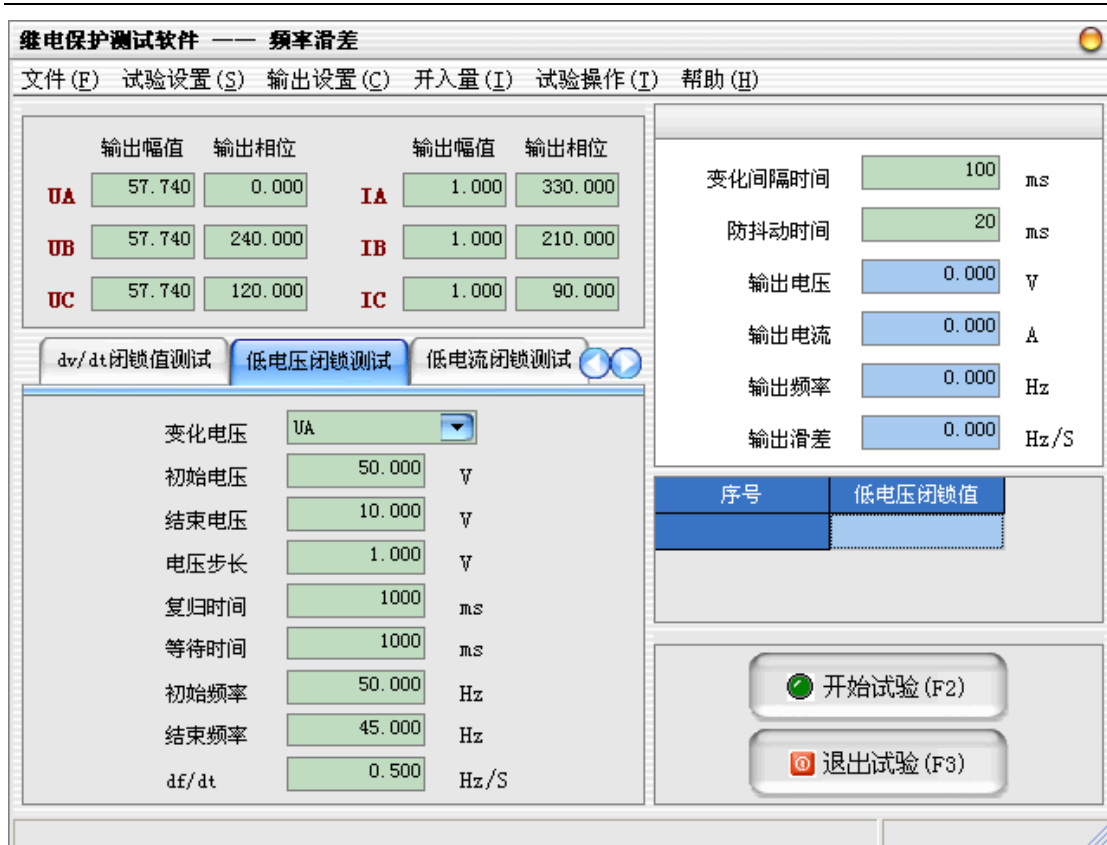 继电保护测试软件 —— 频率滑差
文件(F) 试验设置(S) 输出设置(C) 开入量(I) 试验操作(T) 帮助(H)
输出幅值 输出相位 输出幅值 输出相位
UA 57.740 0.000 IA 1.000 330.000
UB 57.740 240.000 IB 1.000 210.000
UC 57.740 120.000 IC 1.000 90.000
dv/dt闭锁值测试 低电压闭锁测试 低电流闭锁测试
变化电压 UA
初始电压 50.000 V
结束电压 10.000 V
电压步长 1.000 V
复归时间 1000 ms
等待时间 1000 ms
初始频率 50.000 Hz
结束频率 45.000 Hz
df/dt 0.500 Hz/S
变化间隔时间 100 ms
防抖动时间 20 ms
输出电压 0.000 V
输出电流 0.000 A
输出频率 0.000 Hz
输出滑差 0.000 Hz/S
序号 低电压闭锁值
开始试验(F2)
退出试验(F3)